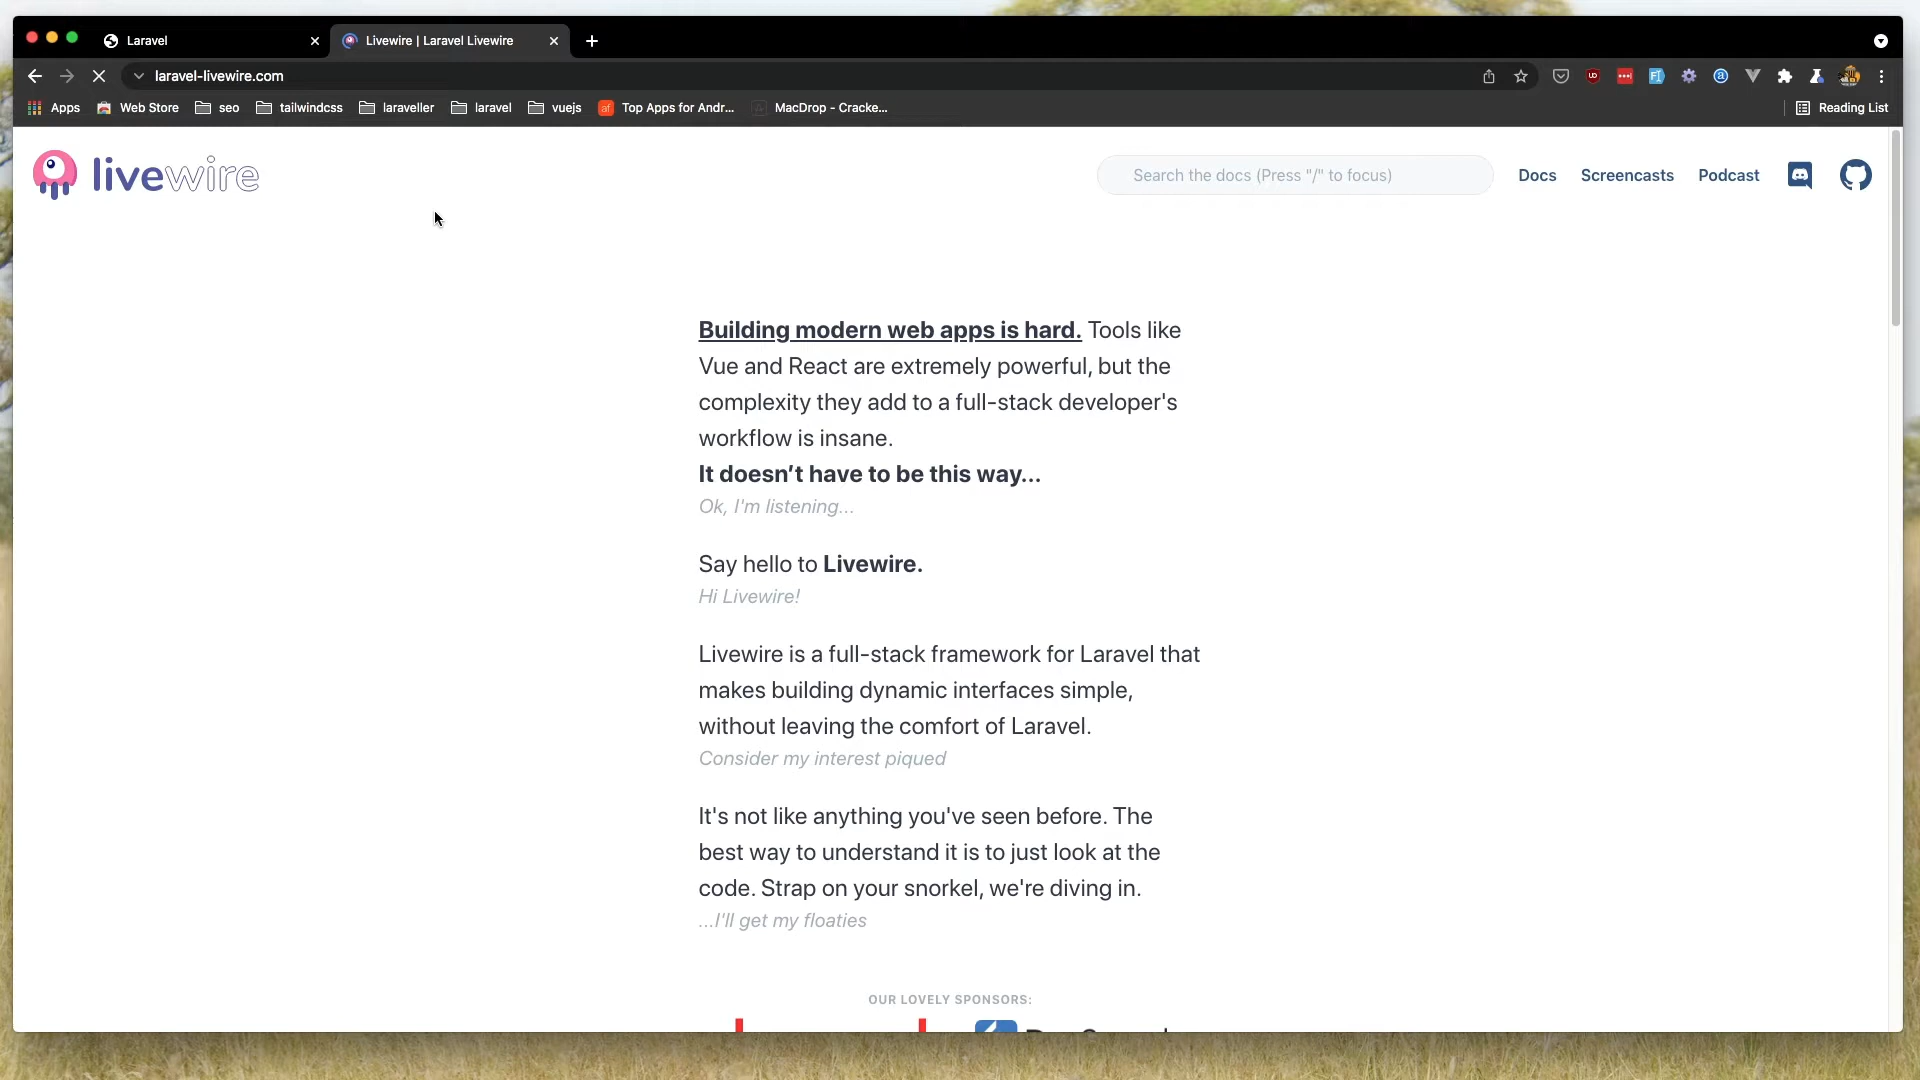 Laravel
Livewire | Laravel Livewire
laravel-livewire.com
Apps
Web Store
seo
tailwindcss
laraveller
laravel
vuejs
Top Apps for Andr...
MacDrop - Cracke...
Reading List
livewire
Search the docs (Press "/" to focus)
Docs
Screencasts
Podcast
Building modern web apps is hard. Tools like
Vue and React are extremely powerful, but the
complexity they add to a full-stack developer's
workflow is insane.
It doesn't have to be this way...
Ok, I'm listening...
Say hello to Livewire.
Hi Livewire!
Livewire is a full-stack framework for Laravel that
makes building dynamic interfaces simple,
without leaving the comfort of Laravel.
Consider my interest piqued
It's not like anything you've seen before. The
best way to understand it is to just look at the
code. Strap on your snorkel, we're diving in.
...I'll get my floaties
OUR LOVELY SPONSORS: